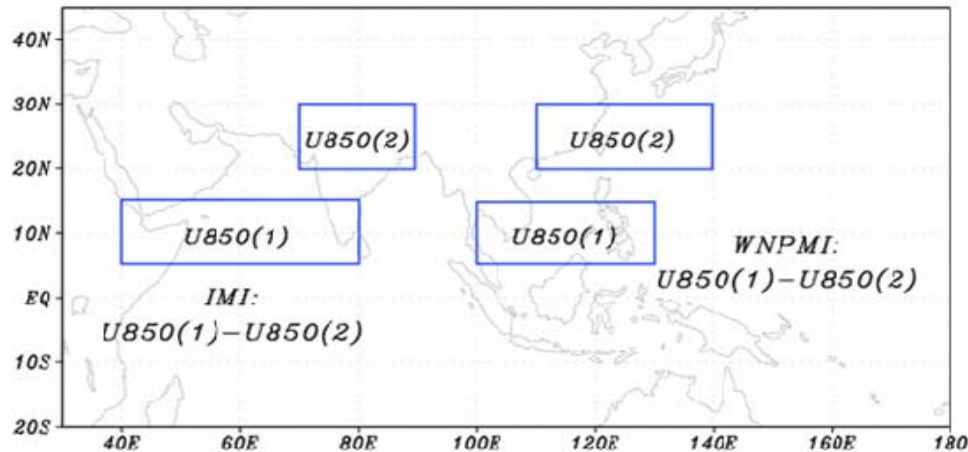 40N
30N
20N
10N
EQ
10S
20S
U850(2)
U850(2)
U850(1)
U850(1)
WNPMI:
U850(1)-U850(2)
IMI:
U850(1)-U850(2)
40E
60E
80E
100E
120E
140E
160E
180